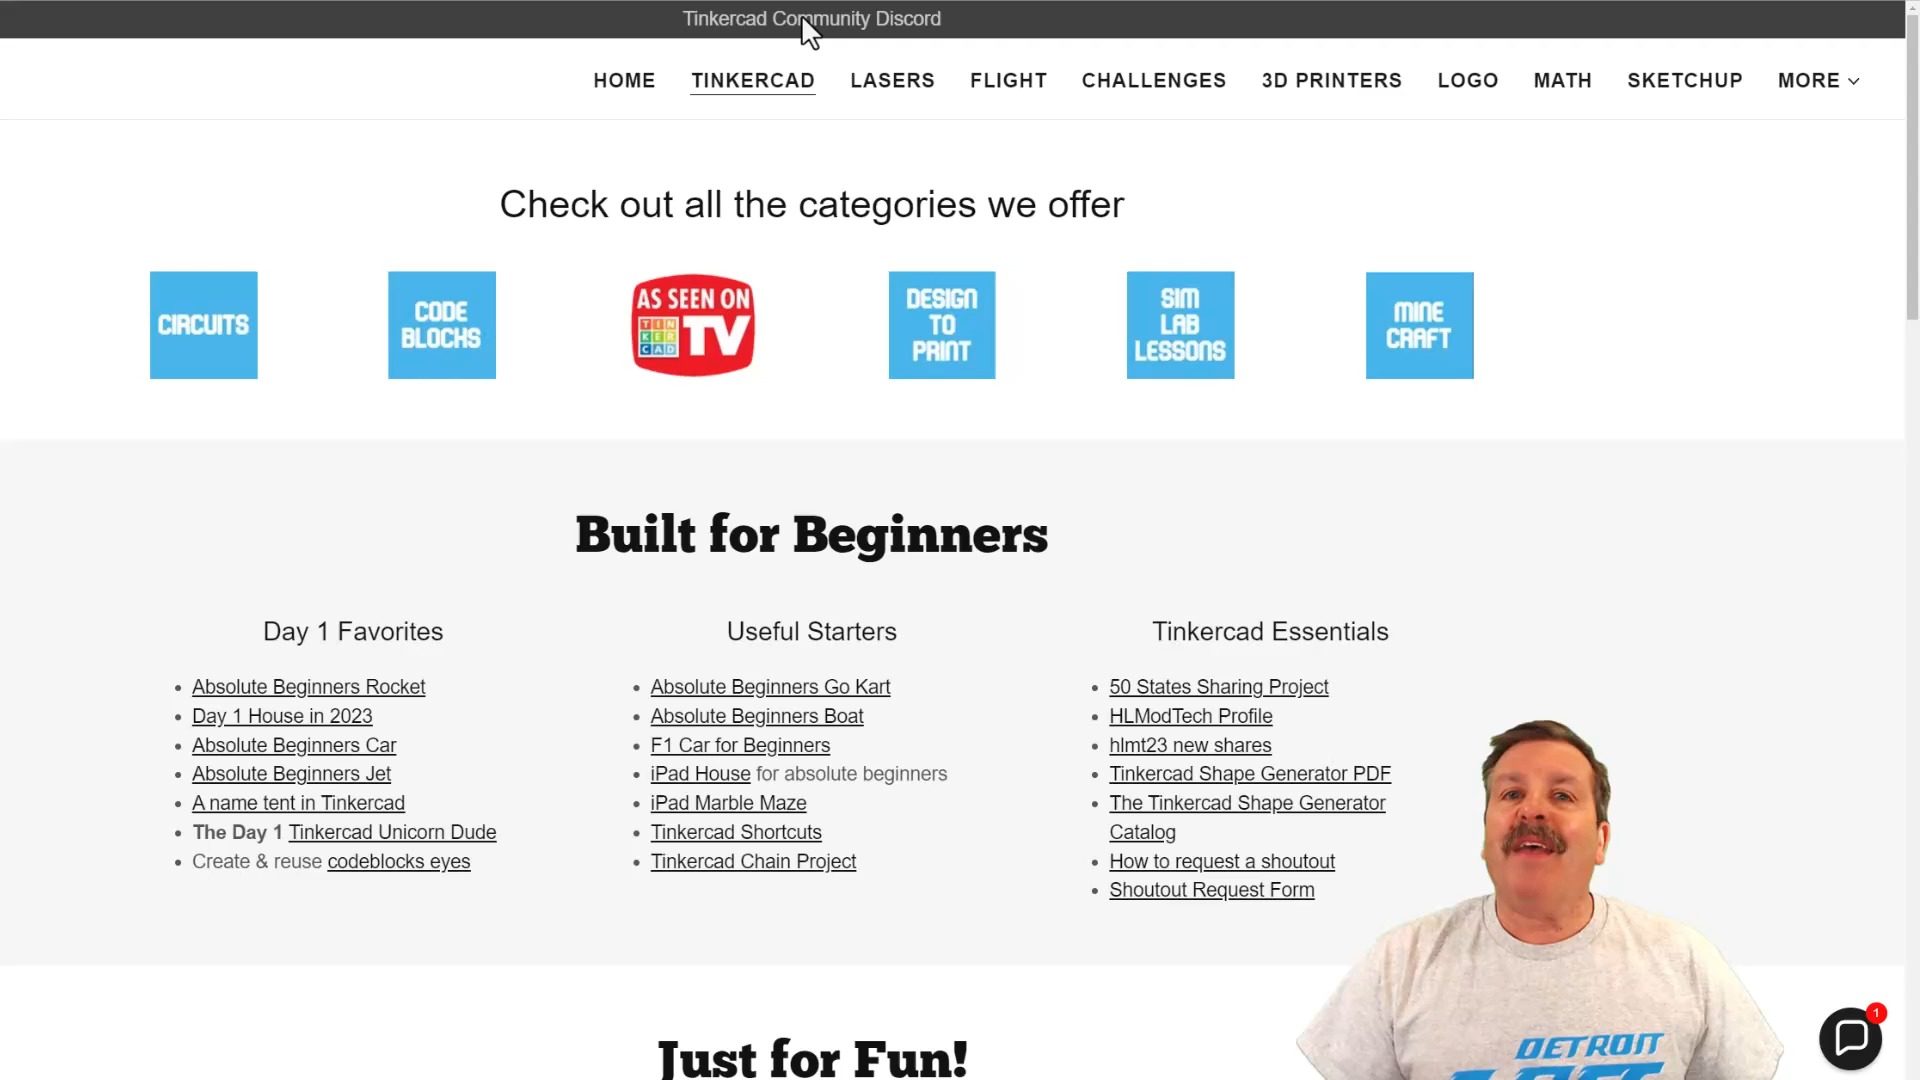 Tinkercad Community Discord
HOME TINKERCAD LASERS FLIGHT CHALLENGES 3D PRINTERS LOGO MATH SKETCHUP MORE
Check out all the categories we offer
CIRCUITS
CODE
BLOCKS
AS SEEN ON
TIN
KER
CAD
TV
DESIGN
TO
PRINT
SIM
LAB
LESSONS
MINE
CRAFT
Built for Beginners
Day 1 Favorites
Absolute Beginners Rocket
Day 1 House in 2023
Absolute Beginners Car
Absolute Beginners Jet
A name tent in Tinkercad
The Day 1 Tinkercad Unicorn Dude
Create & reuse codeblocks eyes
Useful Starters
Absolute Beginners Go Kart
Absolute Beginners Boat
F1 Car for Beginners
iPad House for absolute beginners
iPad Marble Maze
Tinkercad Shortcuts
Tinkercad Chain Project
Tinkercad Essentials
50 States Sharing Project
HLModTech Profile
hlmt23 new shares
Tinkercad Shape Generator PDF
The Tinkercad Shape Generator
Catalog
How to request a shoutout
Shoutout Request Form
Just for Fun!
DETROIT
1